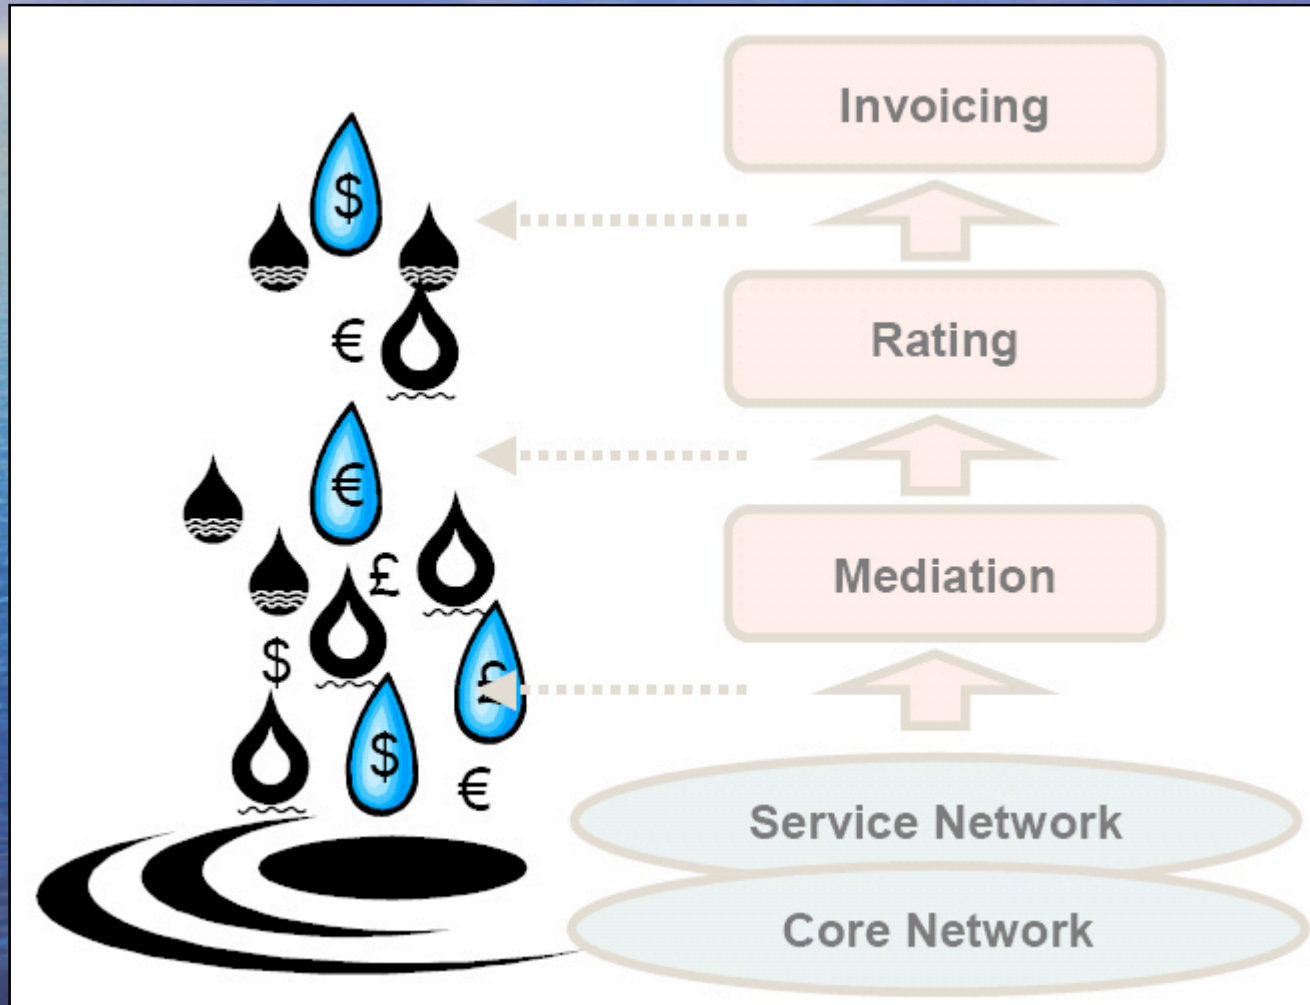 Invoicing
$
Rating
€
€
Mediation
£
$
£
$
€
Service Network
Core Network